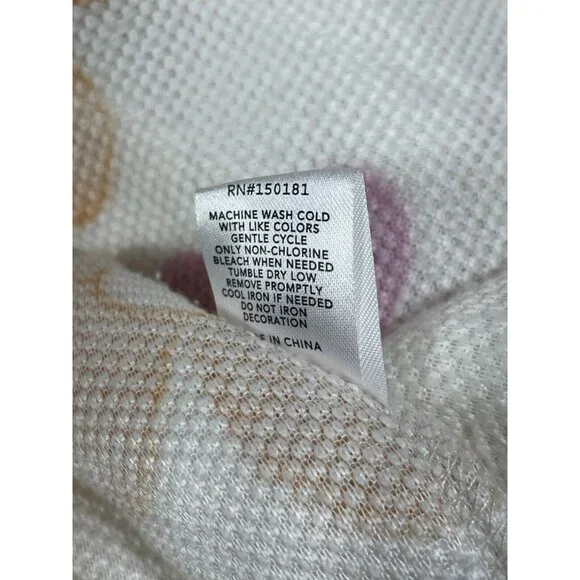 RN#150181
MACHINE WASH COLD
WITH LIKE COLORS
GENTLE CYCLE
ONLY NON-CHLORINE
BLEACH WHEN NEEDED
TUMBLE DRY LOW
REMOVE PROMPTLY
COOL IRON IF NEEDED
DO NOT IRON
DECORATION
IN CHINA